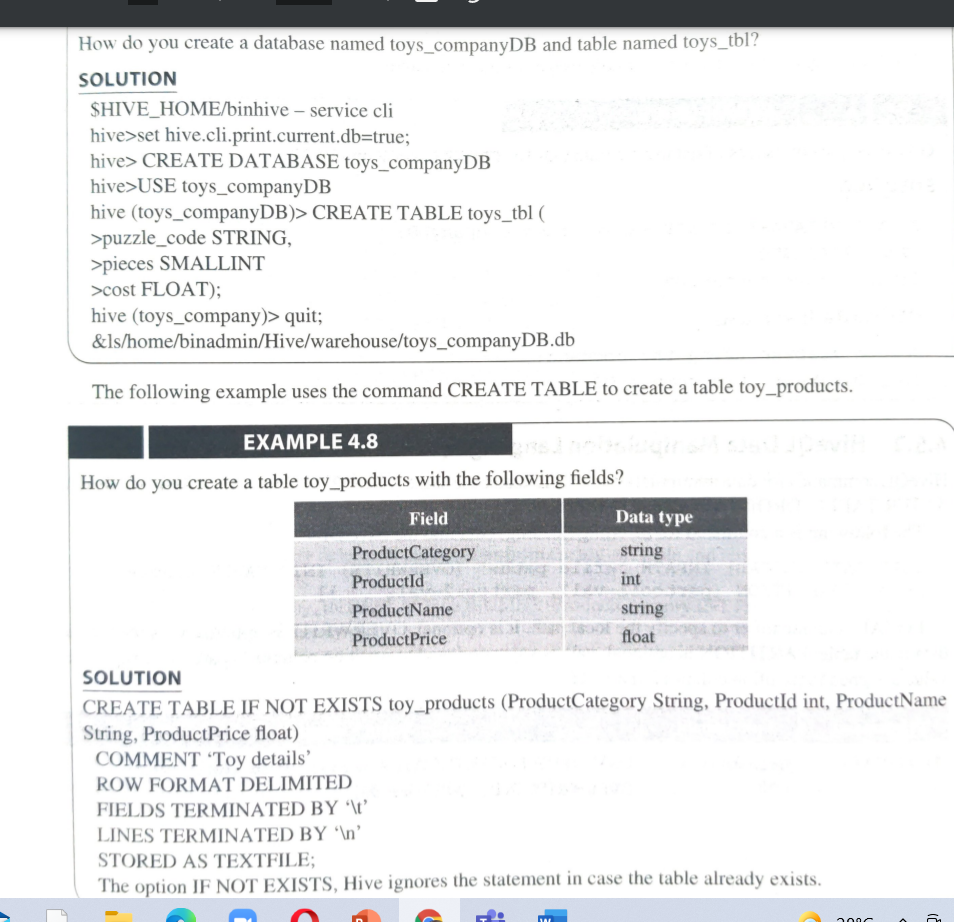 How do you create a database named toys_companyDB and table named toys_tbl?
SOLUTION
$HIVE_HOME/binhive – service cli
hive>set hive.cli.print.current.db=true;
hive> CREATE DATABASE toys_companyDB
hive>USE toys_companyDB
hive (toys_companyDB)> CREATE TABLE toys_tbl (
>puzzle_code STRING,
>pieces SMALLINT
>cost FLOAT);
hive (toys_company)> quit;
&ls/home/binadmin/Hive/warehouse/toys_companyDB.db
The following example uses the command CREATE TABLE to create a table toy_products.
EXAMPLE 4.8
How do you create a table toy_products with the following fields?
Field Data type
ProductCategory string
ProductId int
ProductName string
ProductPrice float
SOLUTION
CREATE TABLE IF NOT EXISTS toy_products (ProductCategory String, ProductId int, ProductName
String, ProductPrice float)
COMMENT ‘Toy details’
ROW FORMAT DELIMITED
FIELDS TERMINATED BY ‘\t’
LINES TERMINATED BY ‘\n’
STORED AS TEXTFILE;
The option IF NOT EXISTS, Hive ignores the statement in case the table already exists.